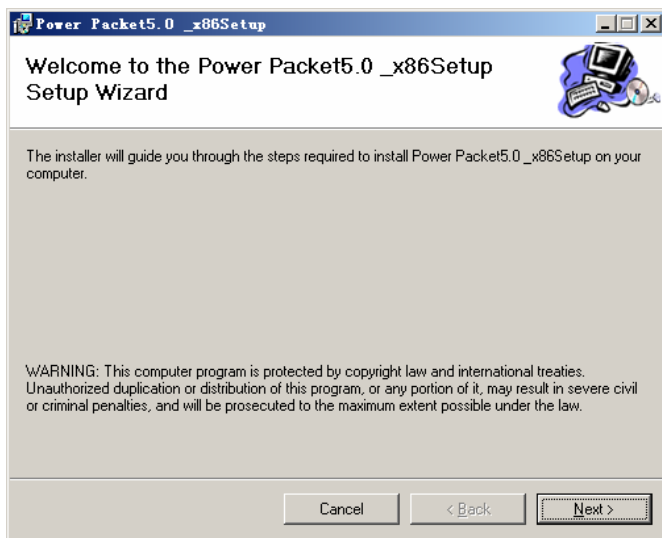 Power Packet5.0 _x86Setup
Welcome to the Power Packet5.0 _x86Setup
Setup Wizard
The installer will guide you through the steps required to install Power Packet5.0 _x86Setup on your
computer.
WARNING: This computer program is protected by copyright law and international treaties.
Unauthorized duplication or distribution of this program, or any portion of it, may result in severe civil
or criminal penalties, and will be prosecuted to the maximum extent possible under the law.
Cancel < Back Next >